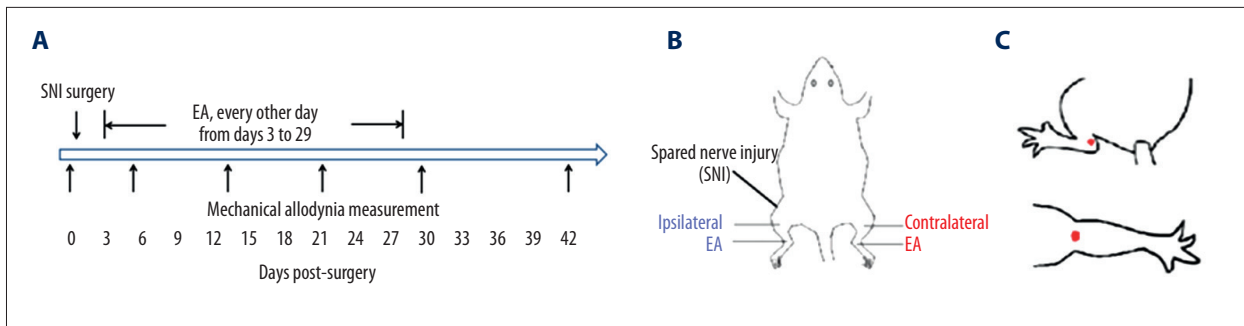 A
SNI surgery
EA, every other day
from days 3 to 29
Mechanical allodynia measurement
0 3 6 9 12 15 18 21 24 27 30 33 36 39 42
Days post-surgery
B
Spared nerve injury
(SNI)
Ipsilateral
EA
Contralateral
EA
C